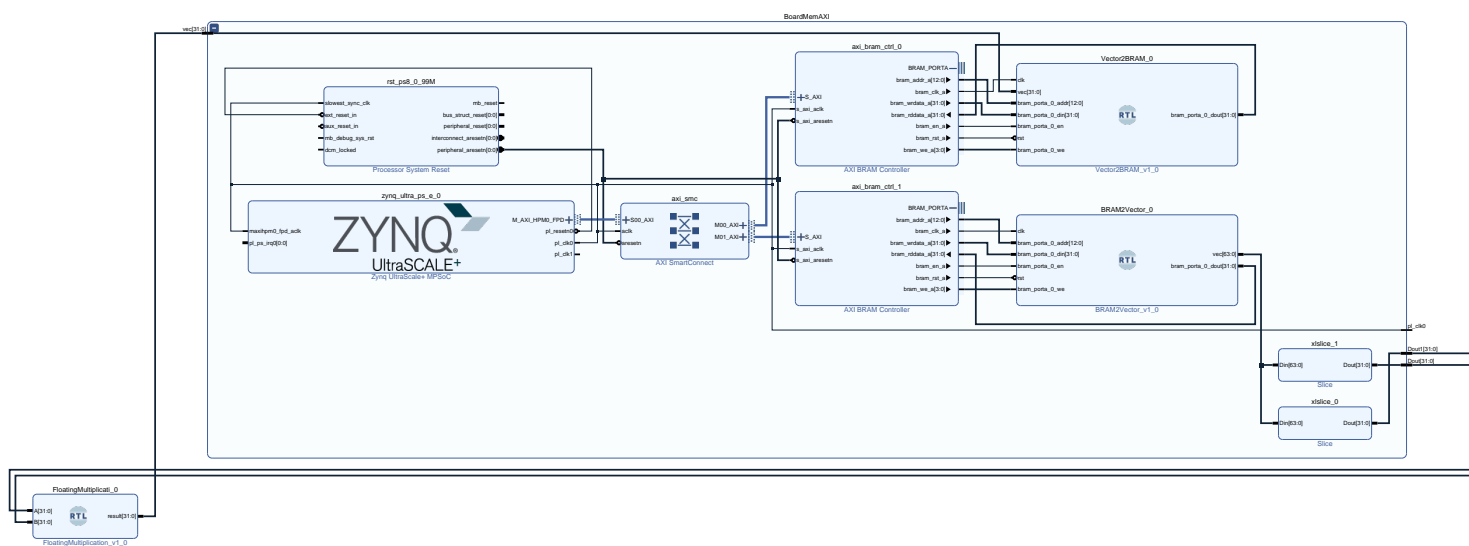 BoardMemAXI
vec[31:0]
rst_ps8_0_99M
slowest_sync_clk
ext_reset_in
aux_reset_in
mb_debug_sys_rst
dcm_locked
mb_reset
bus_struct_reset[0:0]
peripheral_reset[0:0]
interconnect_aresetn[0:0]
peripheral_aresetn[0:0]
Processor System Reset
zynq_ultra_ps_e_0
maxihpm0_fpd_aclk
pl_ps_irq0[0:0]
ZYNQ
UltraSCALE+
M_AXI_HPM0_FPD
pl_resetn0
pl_clk0
pl_clk1
Zynq UltraScale+ MPSoC
axi_smc
S00_AXI
aclk
aresetn
M00_AXI
M01_AXI
AXI SmartConnect
axi_bram_ctrl_0
S_AXI
s_axi_aclk
s_axi_aresetn
BRAM_PORTA
bram_addr_a[12:0]
bram_clk_a
bram_wrdata_a[31:0]
bram_rddata_a[31:0]
bram_en_a
bram_rst_a
bram_we_a[3:0]
AXI BRAM Controller
Vector2BRAM_0
clk
vec[31:0]
bram_porta_0_addr[12:0]
bram_porta_0_din[31:0]
bram_porta_0_en
rst
bram_porta_0_we
RTL
bram_porta_0_dout[31:0]
Vector2BRAM_v1_0
axi_bram_ctrl_1
S_AXI
s_axi_aclk
s_axi_aresetn
BRAM_PORTA
bram_addr_a[12:0]
bram_clk_a
bram_wrdata_a[31:0]
bram_rddata_a[31:0]
bram_en_a
bram_rst_a
bram_we_a[3:0]
AXI BRAM Controller
BRAM2Vector_0
clk
bram_porta_0_addr[12:0]
bram_porta_0_din[31:0]
bram_porta_0_en
rst
bram_porta_0_we
RTL
vec[63:0]
bram_porta_0_dout[31:0]
BRAM2Vector_v1_0
pl_clk0
Dout1[31:0]
Dout[31:0]
xlslice_1
Din[63:0]
Dout[31:0]
Slice
xlslice_0
Din[63:0]
Dout[31:0]
Slice
FloatingMultiplicati_0
A[31:0]
B[31:0]
RTL
result[31:0]
FloatingMultiplication_v1_0